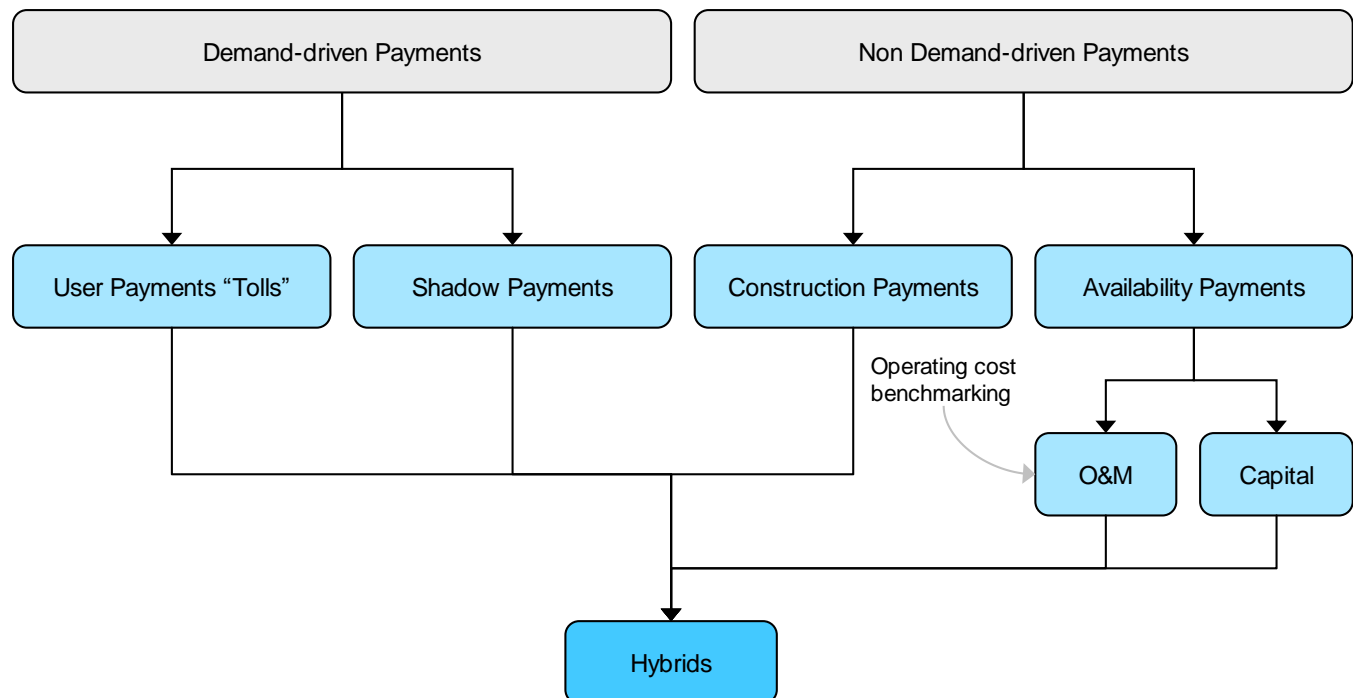 Demand-driven Payments
Non Demand-driven Payments
User Payments “Tolls”
Shadow Payments
Construction Payments
Availability Payments
Operating cost
benchmarking
O&M
Capital
Hybrids